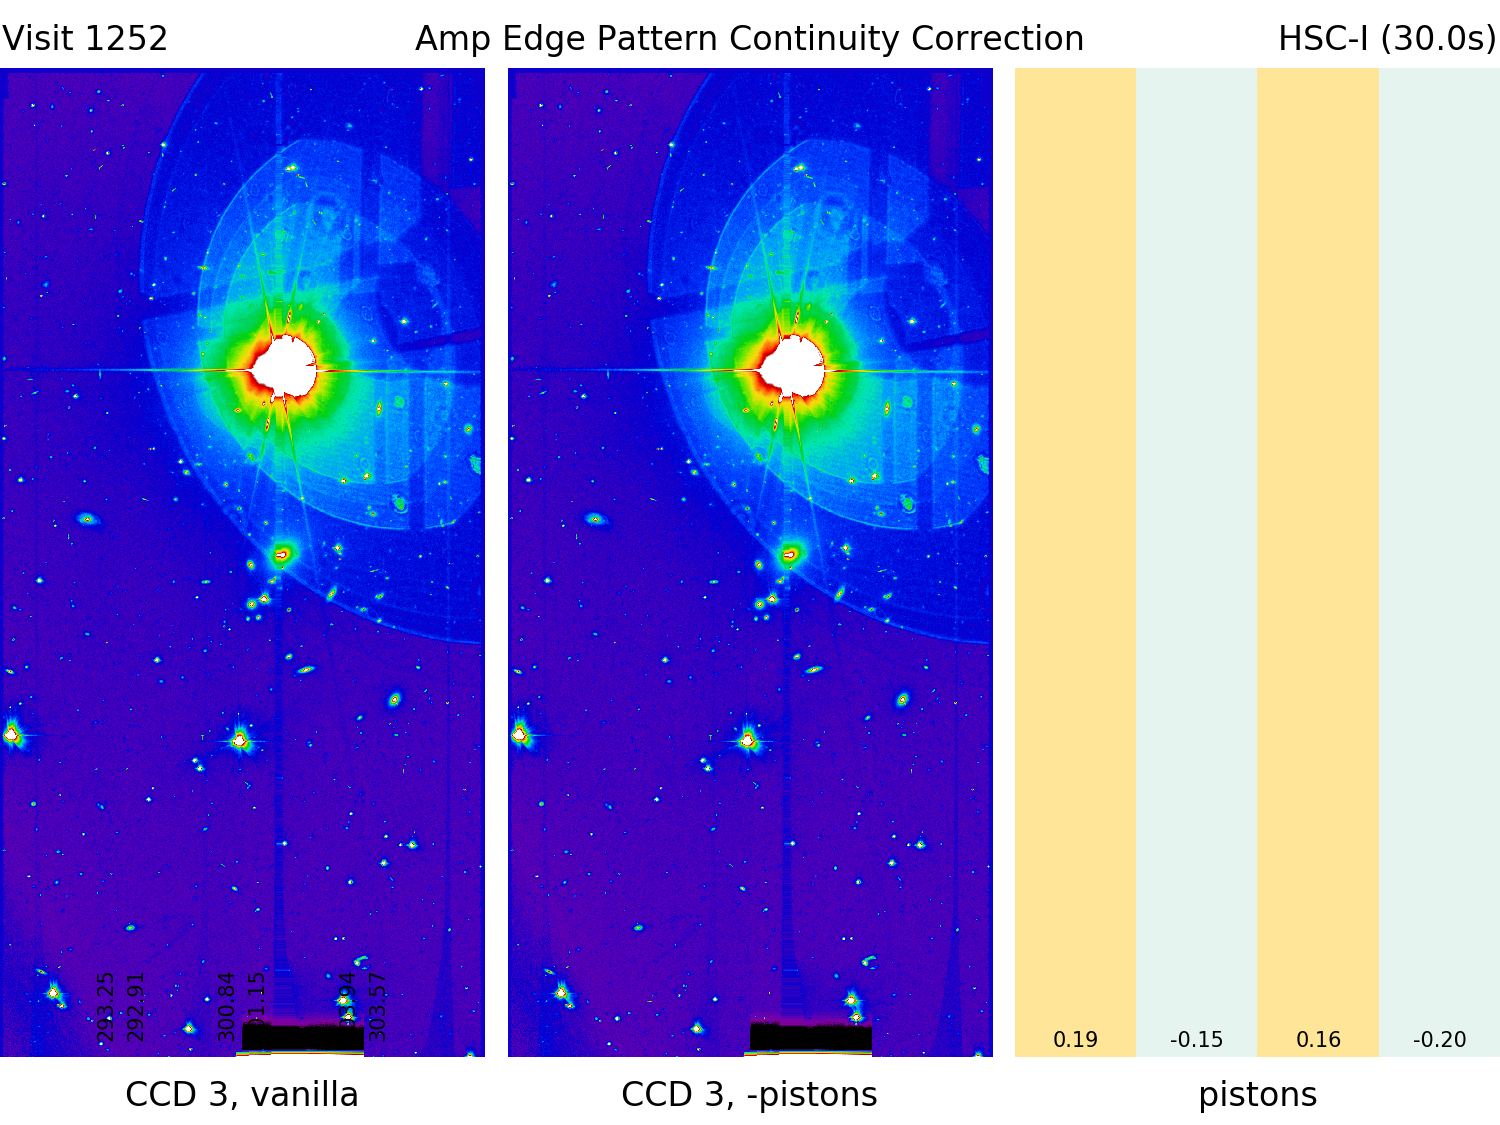 Visit 1252
Amp Edge Pattern Continuity Correction
HSC-I (30.0s)
293.25
292.91
300.84
303.57
0.19
-0.15
0.16
-0.20
CCD 3, vanilla
CCD 3, -pistons
pistons